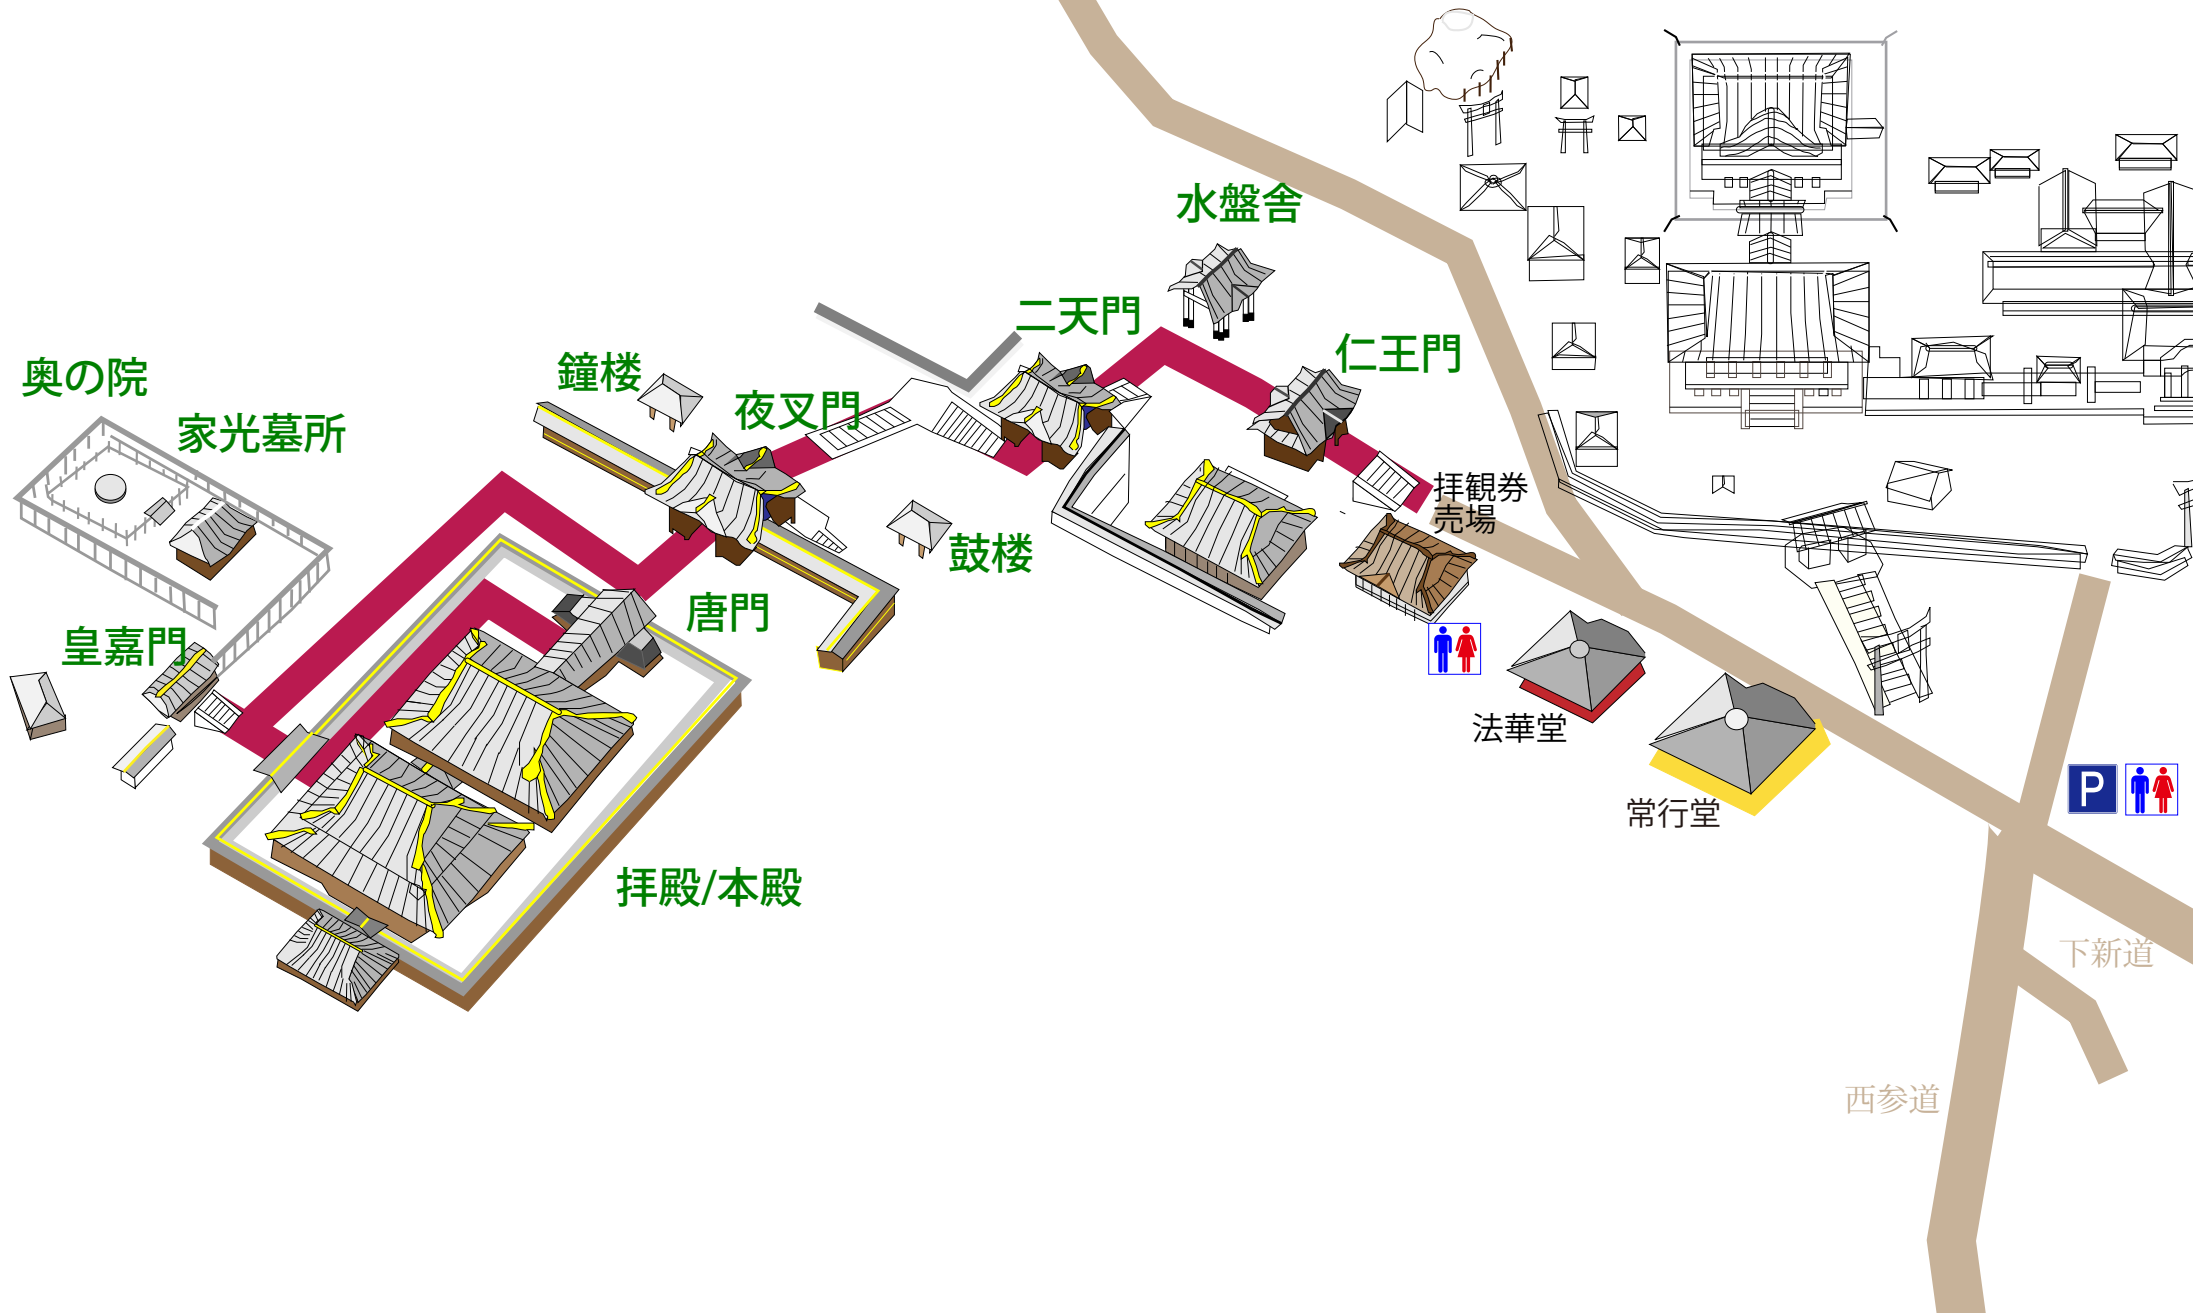 水盤舎
二天門
仁王門
鐘楼
奥の院
夜叉門
家光墓所
拝観券
売場
鼓楼
唐門
皇嘉門
法華堂
常行堂
P
拝殿/本殿
下新道
西参道